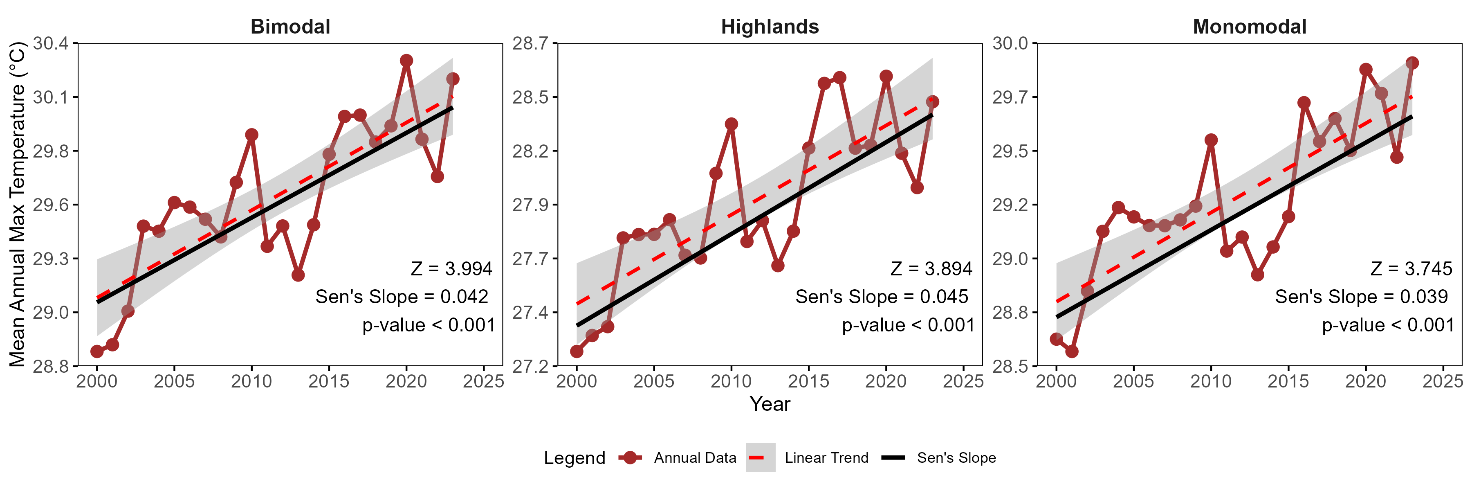 Bimodal
Highlands
Monomodal
Mean Annual Max Temperature (°C)
30.4
30.1
29.8
29.6
29.3
29.0
28.8
2000 2005 2010 2015 2020 2025
Z = 3.994
Sen's Slope = 0.042
p-value < 0.001
28.7
28.5
28.2
27.9
27.7
27.4
27.2
2000 2005 2010 2015 2020 2025
Z = 3.894
Sen's Slope = 0.045
p-value < 0.001
30.0
29.7
29.5
29.2
29.0
28.8
28.5
2000 2005 2010 2015 2020 2025
Z = 3.745
Sen's Slope = 0.039
p-value < 0.001
Year
Legend Annual Data Linear Trend Sen's Slope